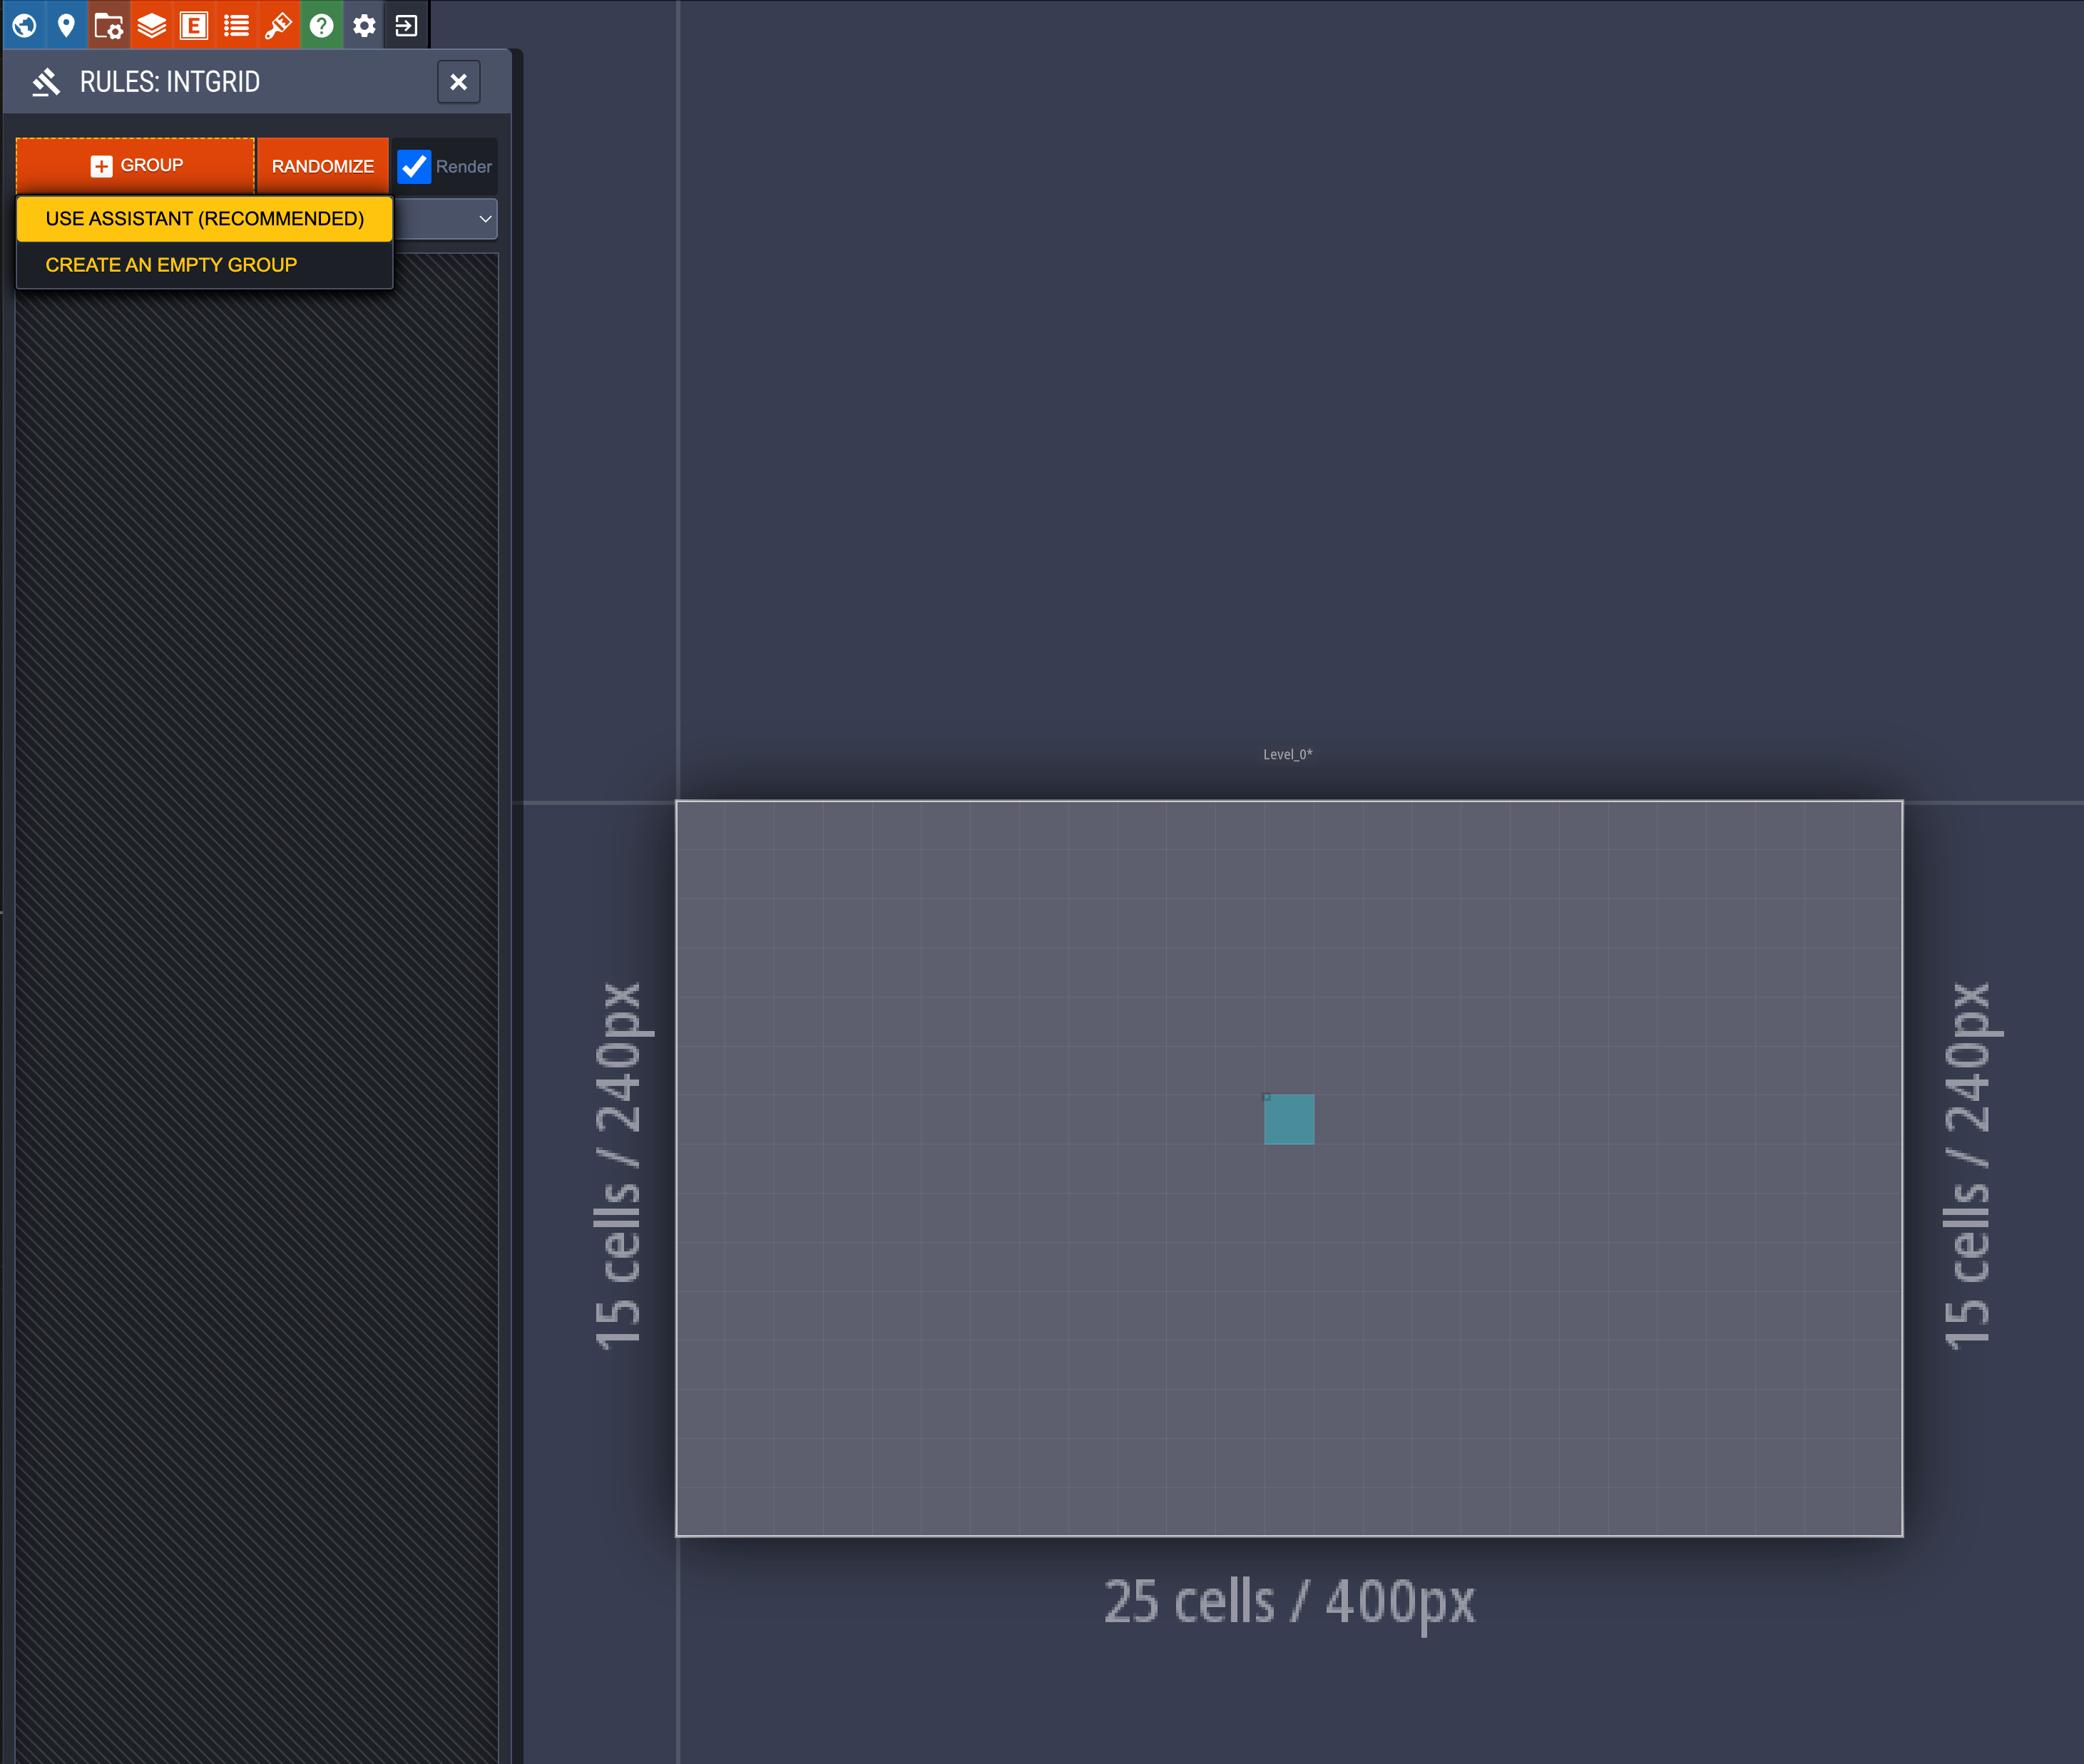 E
RULES: INTGRID
GROUP
RANDOMIZE
Render
USE ASSISTANT (RECOMMENDED)
CREATE AN EMPTY GROUP
Level_0*
15 cells / 240px
15 cells / 240px
25 cells / 400px